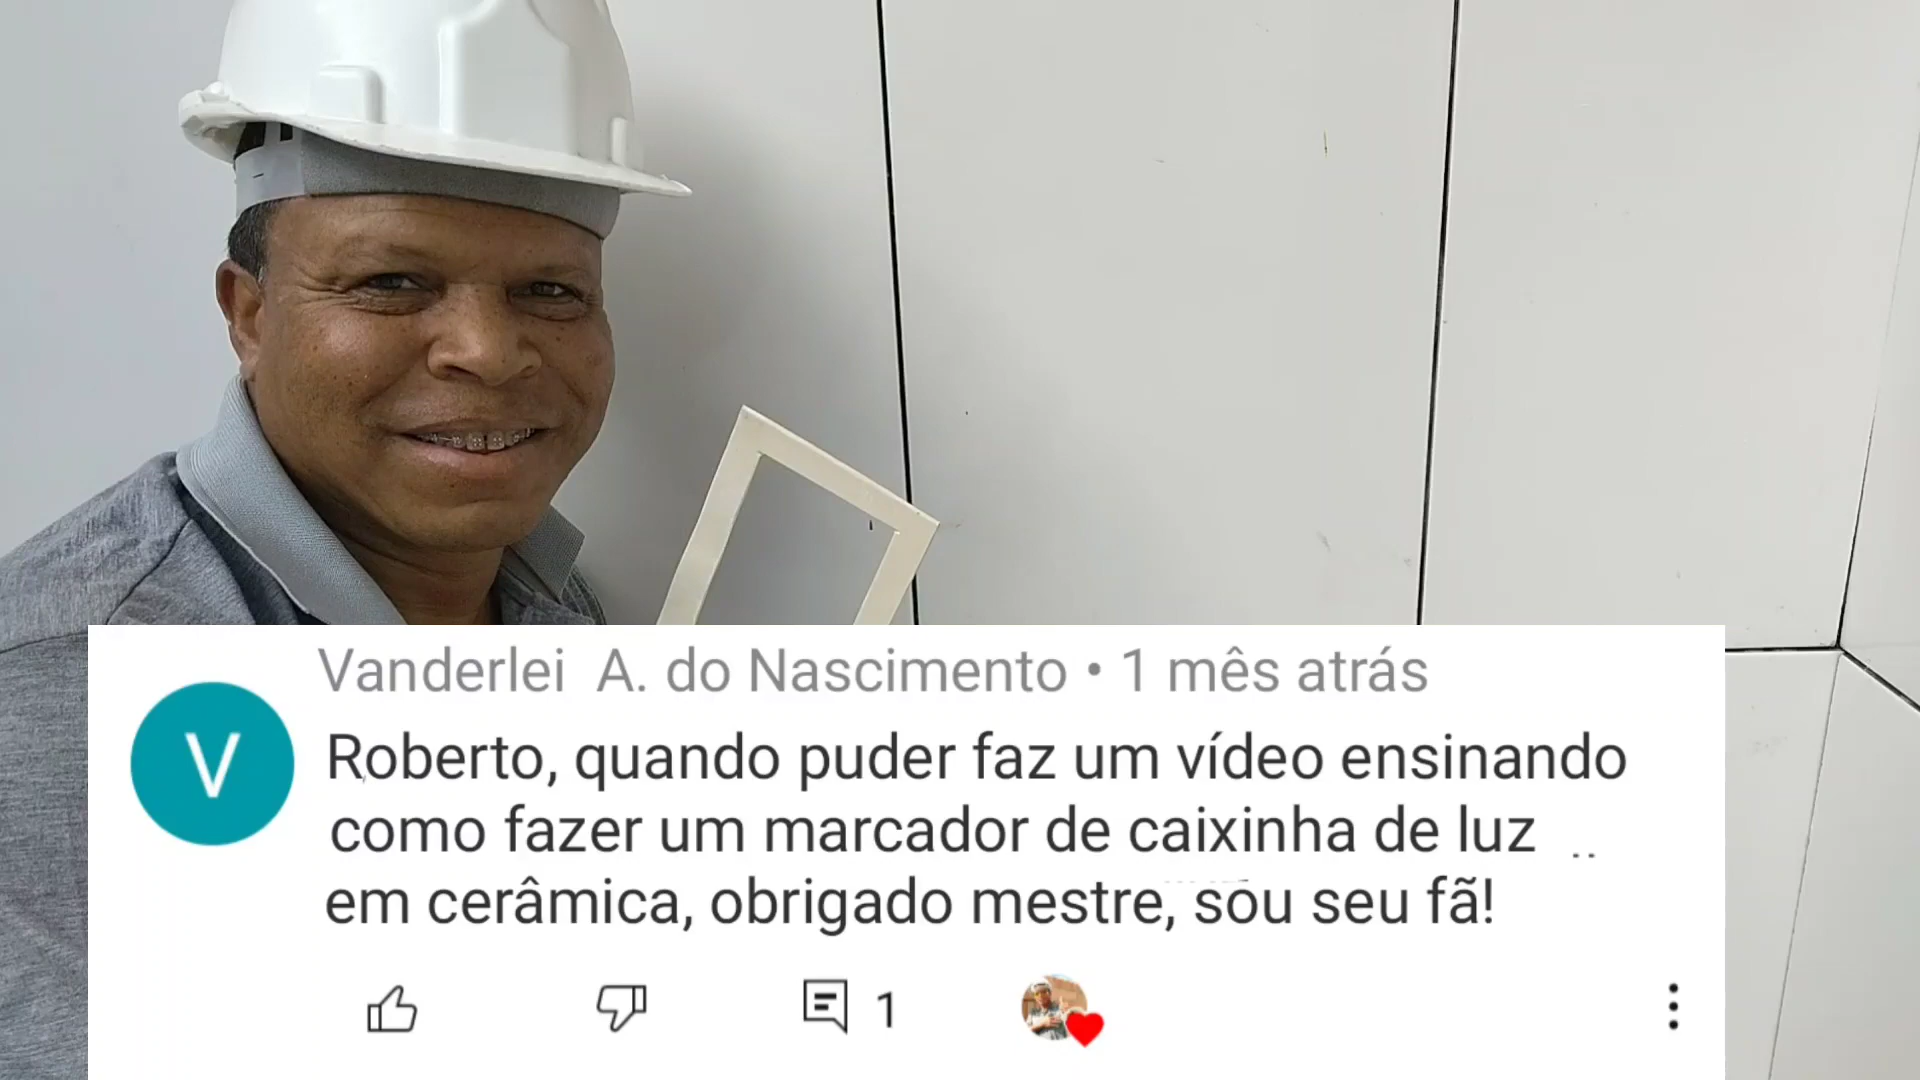 Vanderlei A. do Nascimento • 1 mês atrás
V
Roberto, quando puder faz um vídeo ensinando
como fazer um marcador de caixinha de luz
em cerâmica, obrigado mestre, sou seu fã!
1